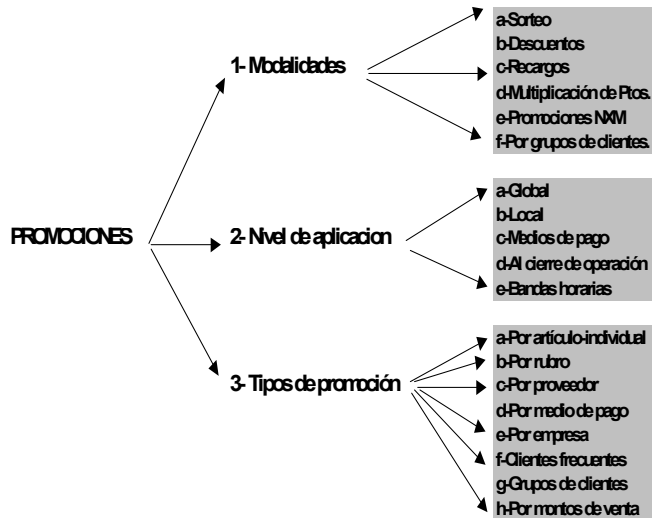 PROMOCIONES
1- Modalidades
a-Sorteo
b-Descuentos
c-Recargos
d-Multiplicación de Ptos.
e-Promociones NXM
f-Por grupos de clientes.
2- Nivel de aplicacion
a-Global
b-Local
c-Medios de pago
d-Al cierre de operación
e-Bandas horarias
3- Tipos de promoción
a-Por artículo-individual
b-Por rubro
c-Por proveedor
d-Por medio de pago
e-Por empresa
f-Clientes frecuentes
g-Grupos de clientes
h-Por montos de venta